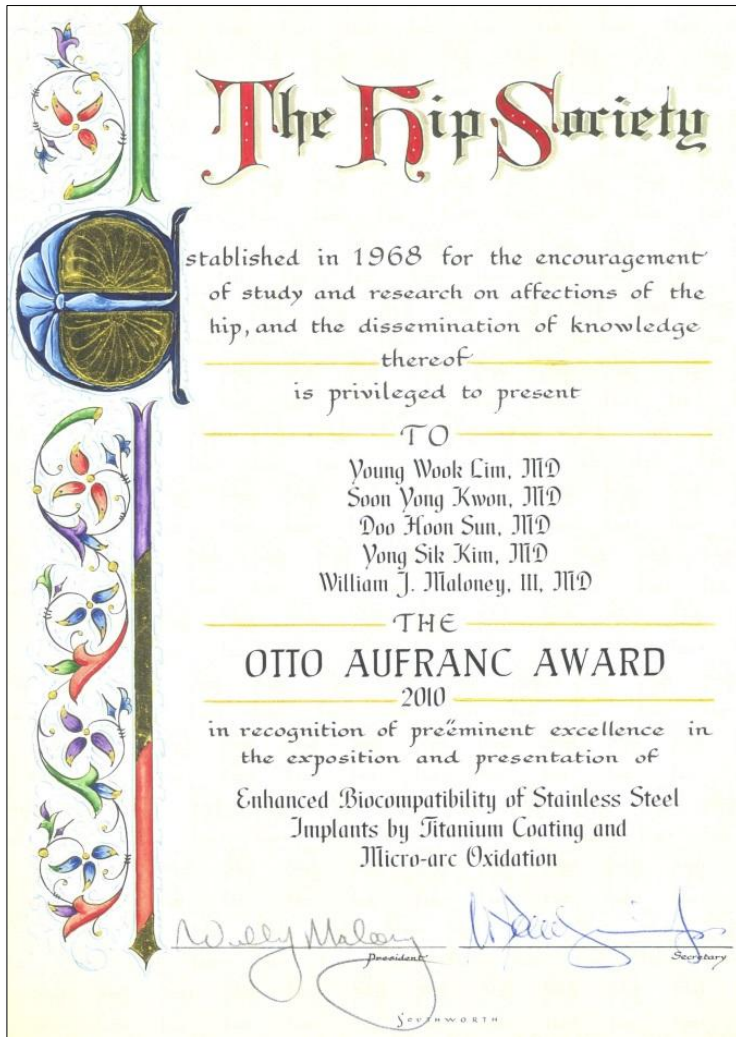 The Hip Society
Established in 1968 for the encouragement
of study and research on affections of the
hip, and the dissemination of knowledge
thereof
is privileged to present
TO
Young Wook Lim, MD
Soon Yong Kwon, MD
Doo Hoon Sun, MD
Yong Sik Kim, MD
William J. Maloney, III, MD
THE
OTTO AUFRANC AWARD
2010
in recognition of preëminent excellence in
the exposition and presentation of
Enhanced Biocompatibility of Stainless Steel
Implants by Titanium Coating and
Micro-arc Oxidation
President
Secretary
SOUTHWORTH